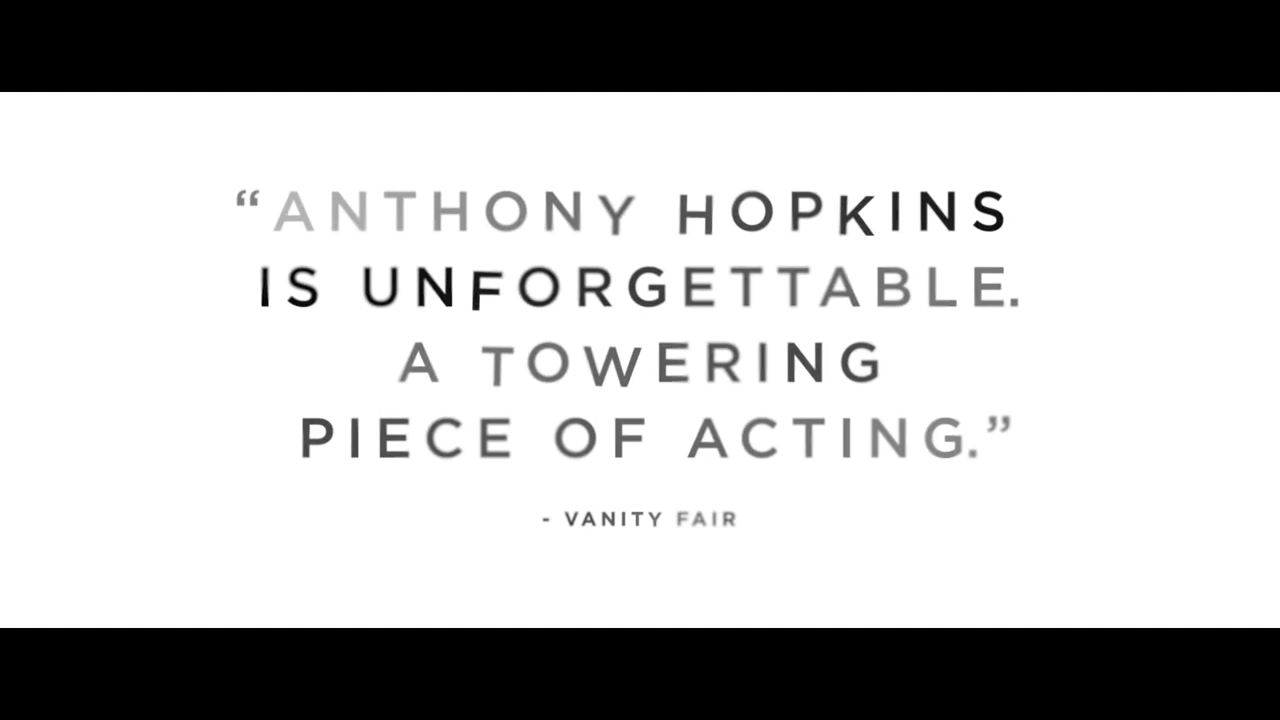 “ANTHONY HOPKINS
IS UNFORGETTABLE.
A TOWERING
PIECE OF ACTING.”
- VANITY FAIR